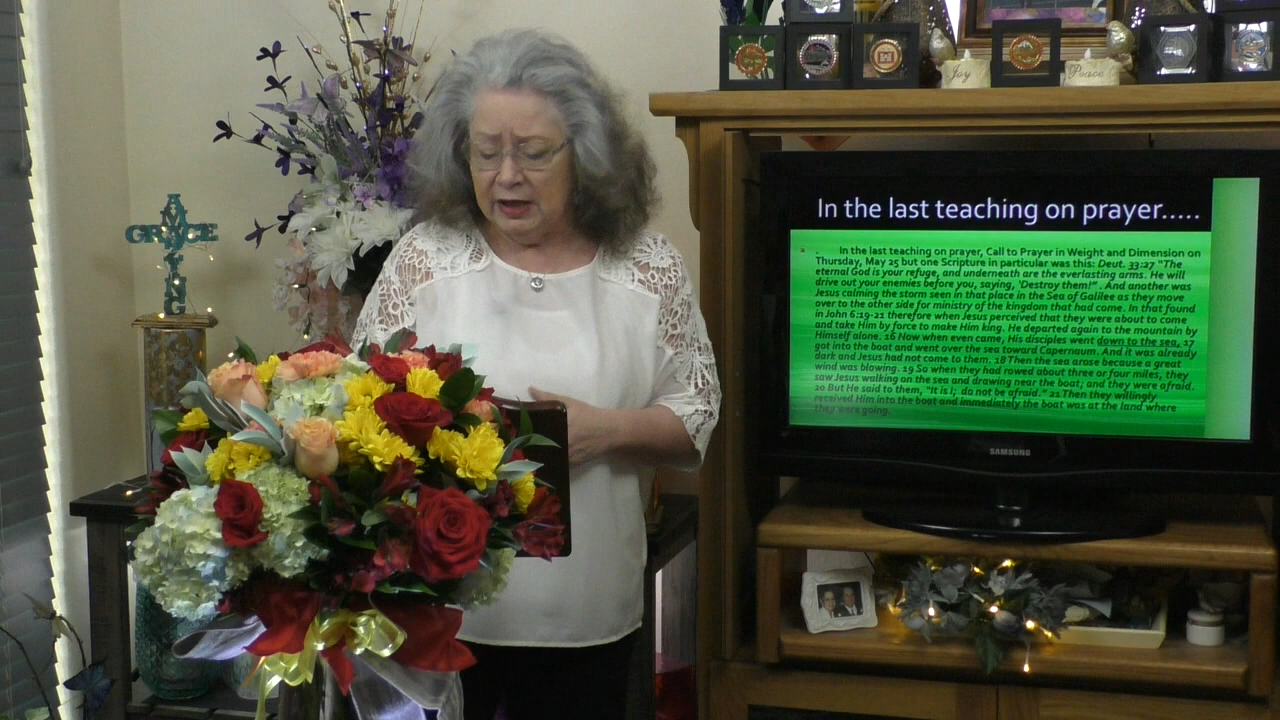 Joy
Peace
AMAZING
GRACE
In the last teaching on prayer.....
In the last teaching on prayer, Call to Prayer in Weight and Dimension on
Thursday, May 25 but one Scripture in particular was this: Deut. 33:27 "The
eternal God is your refuge, and underneath are the everlasting arms. He will
drive out your enemies before you, saying, 'Destroy them!" . And another was
Jesus calming the storm seen in that place in the Sea of Galilee as they move
over to the other side for ministry of the kingdom that had come. In that found
in John 6:19-21 therefore when Jesus perceived that they were about to come
and take Him by force to make Him king. He departed again to the mountain by
Himself alone. 16 Now when even came, His disciples went down to the sea, 17
got into the boat and went over the sea toward Capernaum. And it was already
dark and Jesus had not come to them. 18 Then the sea arose because a great
wind was blowing. 19 So when they had rowed about three or four miles, they
saw Jesus walking on the sea and drawing near the boat; and they were afraid.
20 But He said to them, "It is I; do not be afraid." 21 Then they willingly
received Him into the boat and immediately the boat was at the land where
they were going.
SAMSUNG